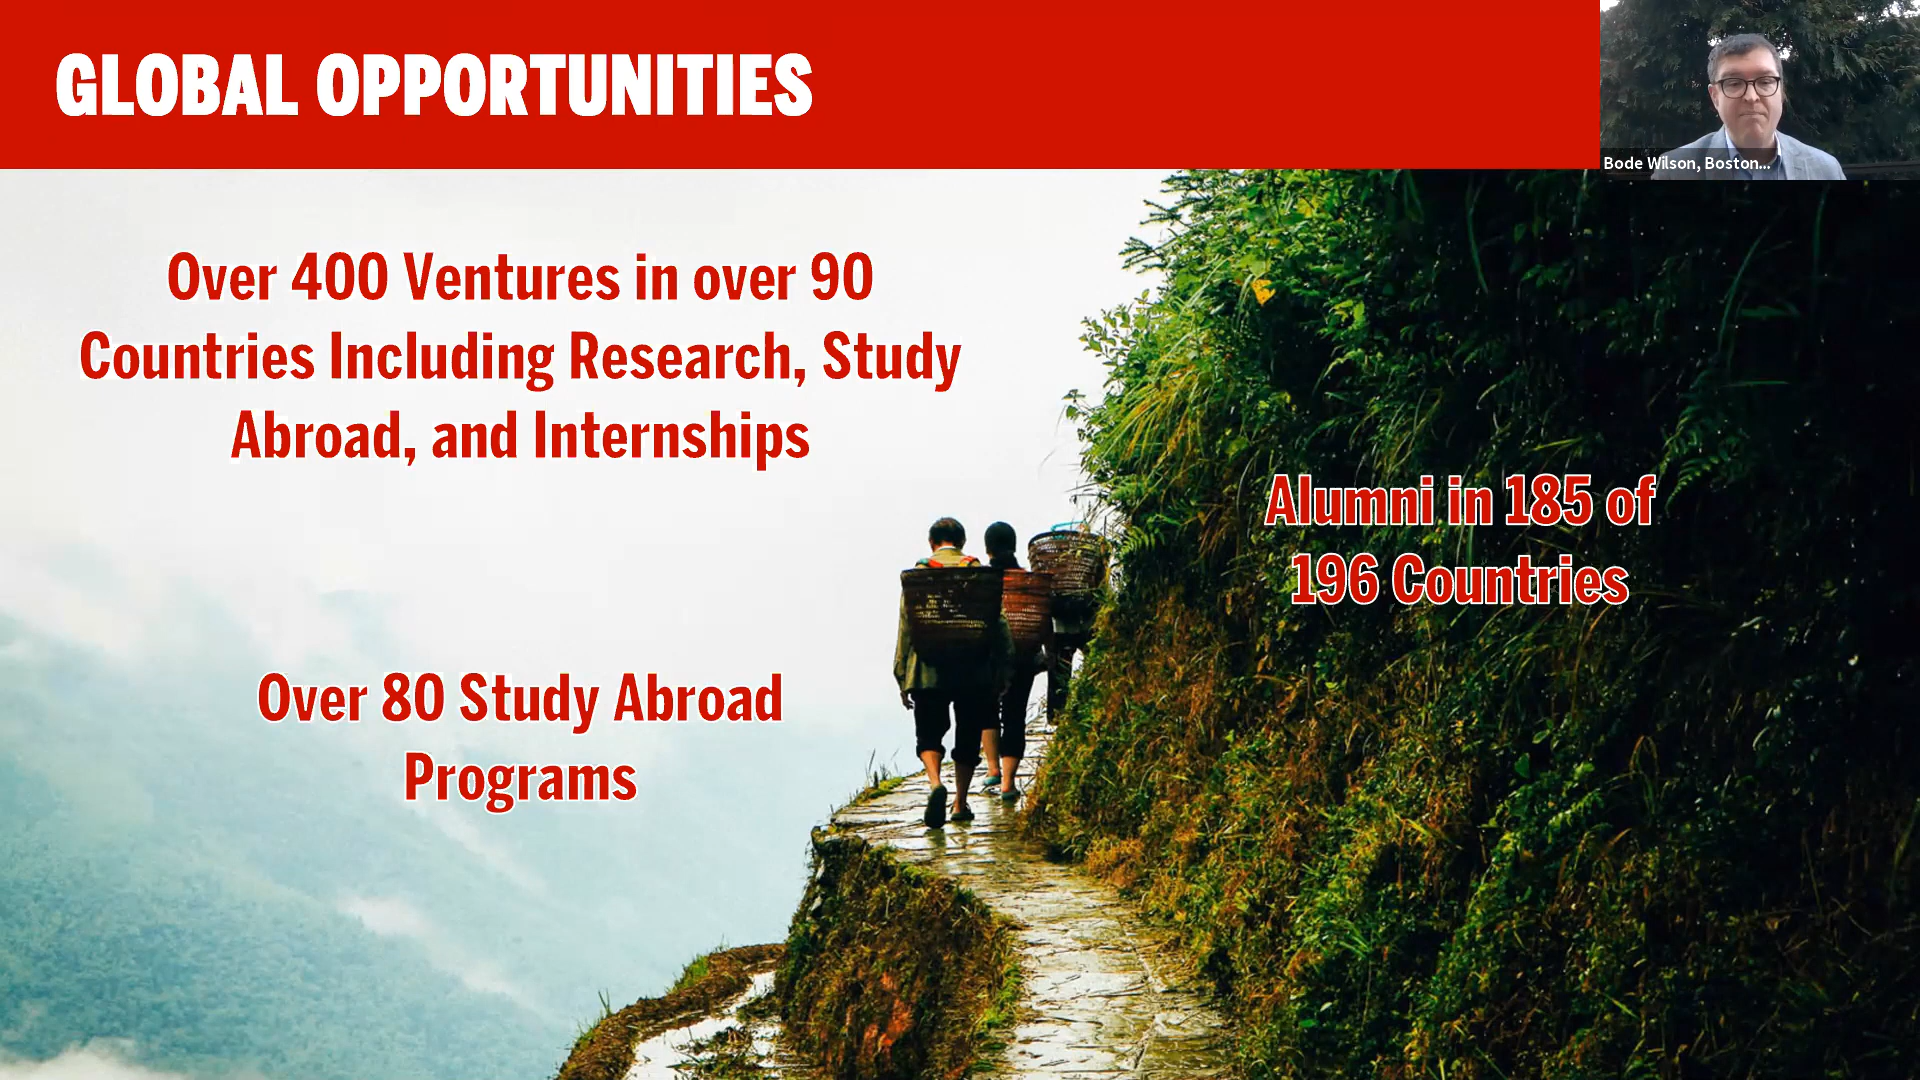 GLOBAL OPPORTUNITIES
Bode Wilson, Boston...
Over 400 Ventures in over 90
Countries Including Research, Study
Abroad, and Internships
Alumni in 185 of
196 Countries
Over 80 Study Abroad
Programs